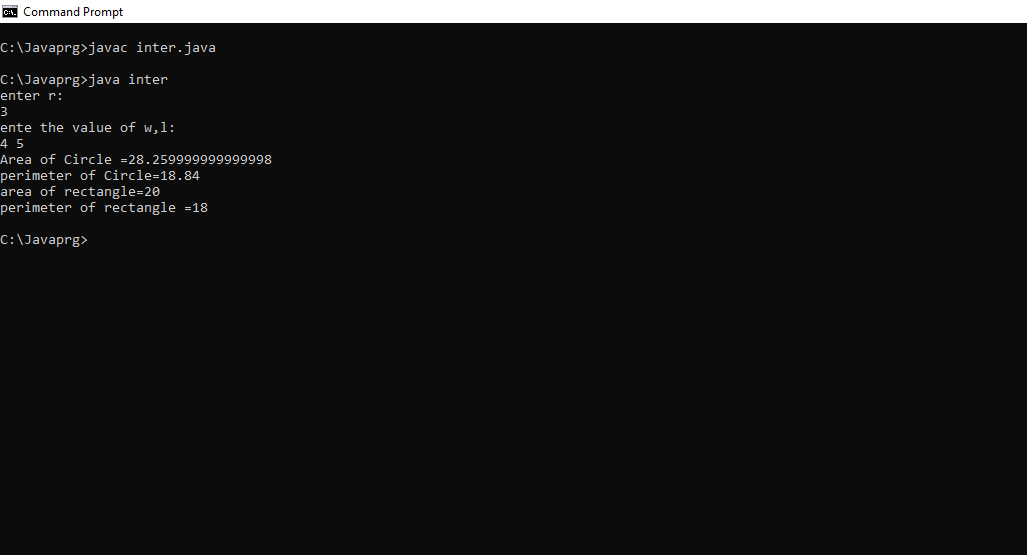 Command Prompt
C:\Javaprg>javac inter.java
C:\Javaprg>java inter
enter r:
3
ente the value of w,l:
4 5
Area of Circle =28.259999999999998
perimeter of Circle=18.84
area of rectangle=20
perimeter of rectangle =18
C:\Javaprg>